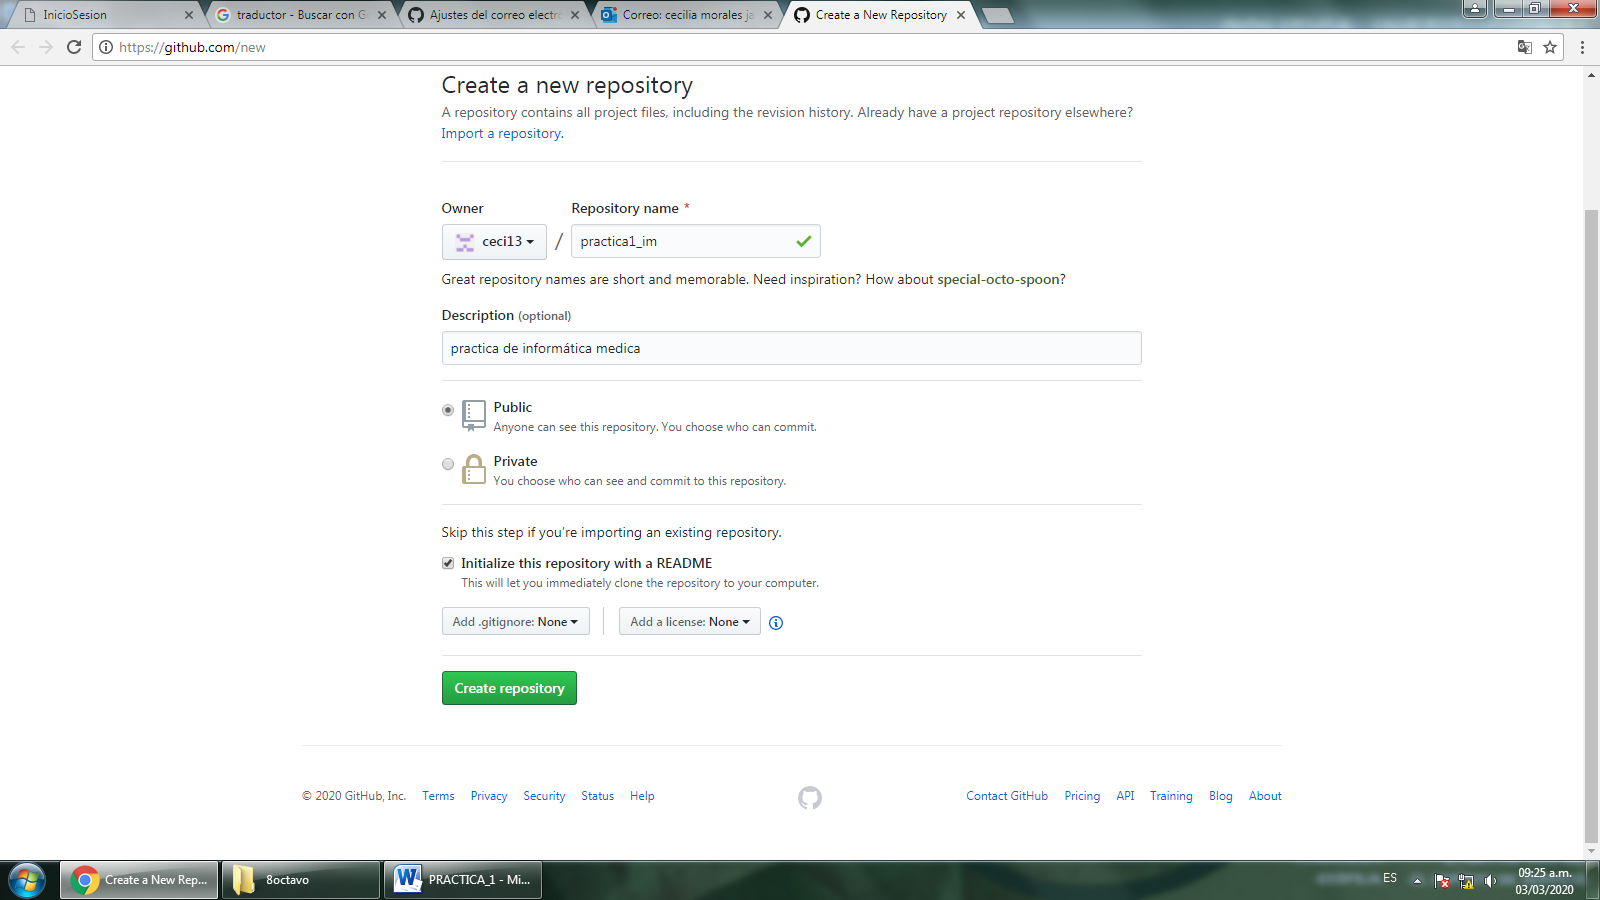 InicioSesion
traductor - Buscar con G
Ajustes del correo electró
Correo: cecilia morales ja
Create a New Repository
https://github.com/new
Create a new repository
A repository contains all project files, including the revision history. Already have a project repository elsewhere?
Import a repository.
Owner
Repository name *
ceci13
/
practica1_im
Great repository names are short and memorable. Need inspiration? How about special-octo-spoon?
Description (optional)
practica de informática medica
Public
Anyone can see this repository. You choose who can commit.
Private
You choose who can see and commit to this repository.
Skip this step if you're importing an existing repository.
Initialize this repository with a README
This will let you immediately clone the repository to your computer.
Add .gitignore: None
Add a license: None
Create repository
© 2020 GitHub, Inc. Terms Privacy Security Status Help
Contact GitHub Pricing API Training Blog About
Create a New Rep...
8octavo
PRACTICA_1 - Mi...
ES
09:25 a.m.
03/03/2020